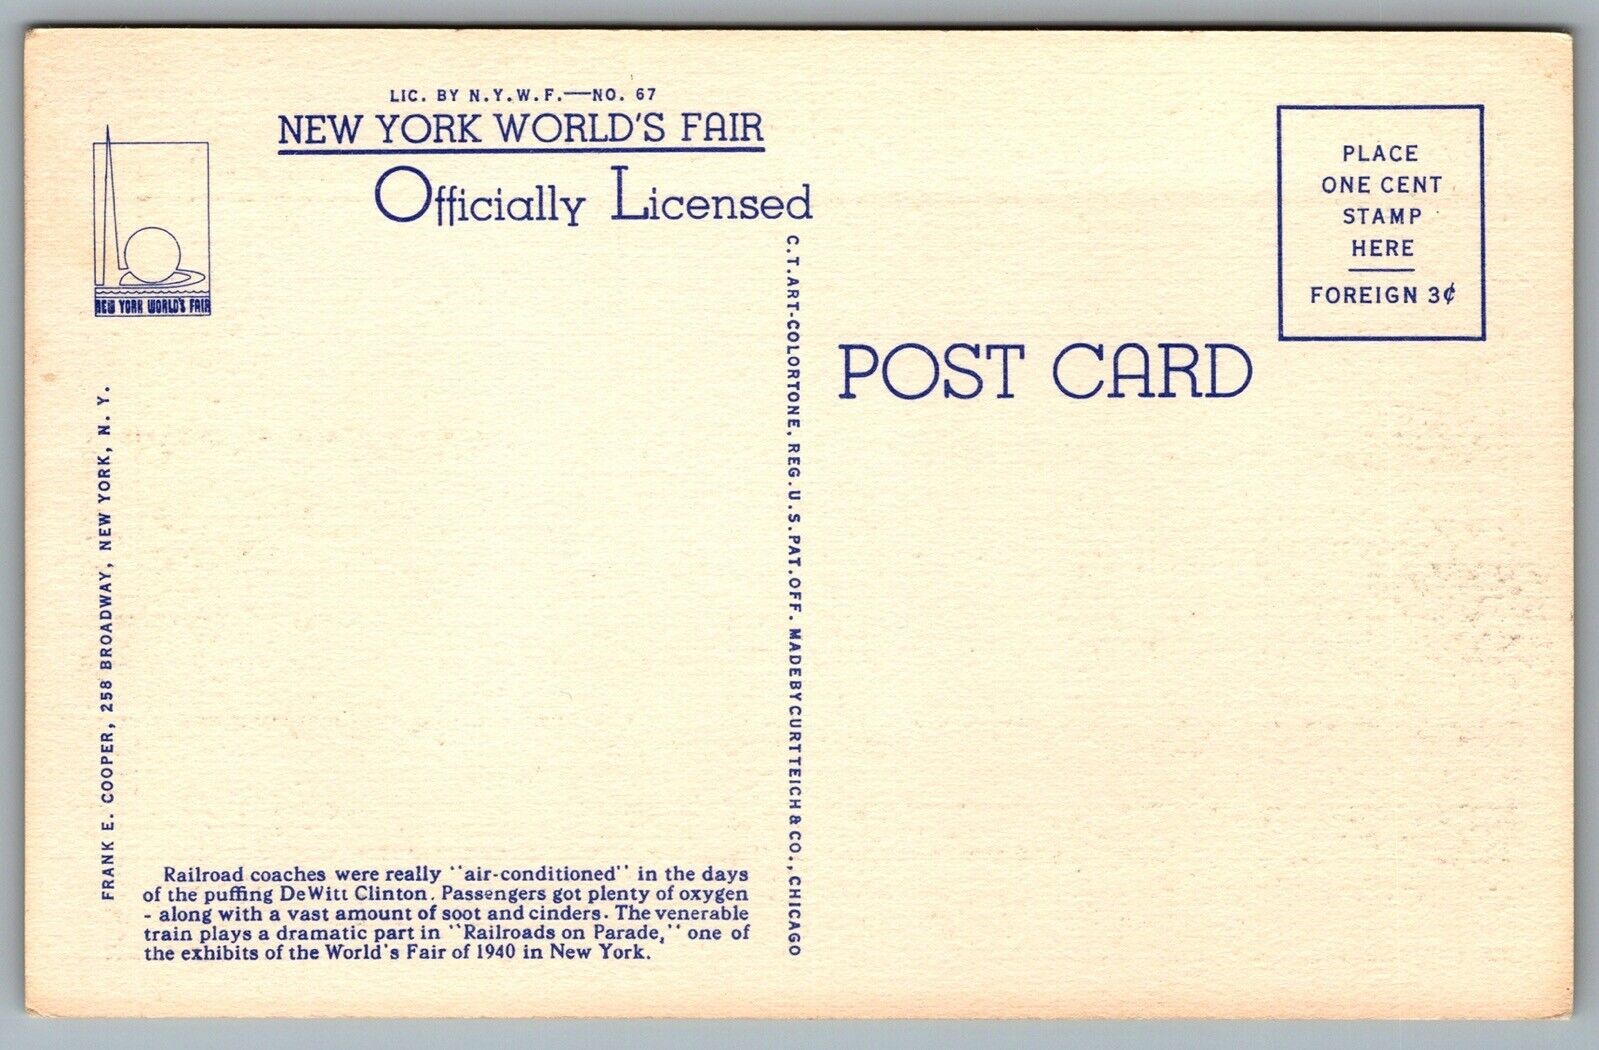 LIC. BY N.Y.W.F.—NO. 67
NEW YORK WORLD'S FAIR
Officially Licensed
NEW YORK WORLD'S FAIR
FRANK E. COOPER, 258 BROADWAY, NEW YORK, N. Y.
Railroad coaches were really "air-conditioned" in the days
of the puffing DeWitt Clinton. Passengers got plenty of oxygen
- along with a vast amount of soot and cinders. The venerable
train plays a dramatic part in "Railroads on Parade," one of
the exhibits of the World's Fair of 1940 in New York.
C.T. ART-COLORTONE, REG. U.S. PAT. OFF. MADE BY CURT TEICH & CO., CHICAGO
POST CARD
PLACE
ONE CENT
STAMP
HERE
FOREIGN 3¢